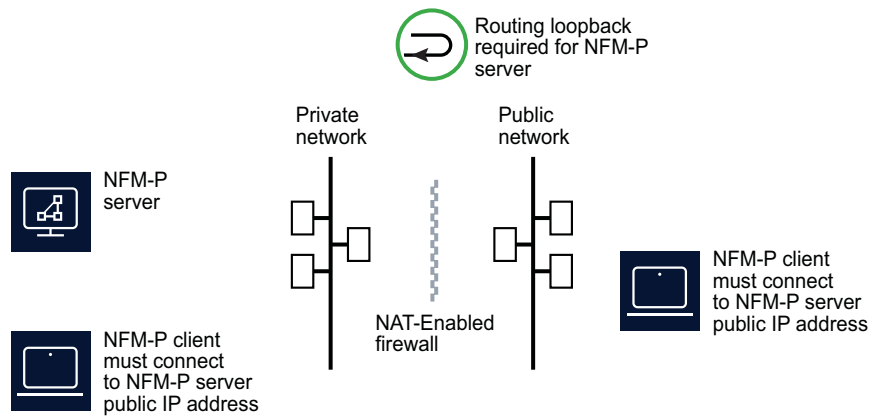 Routing loopback
required for NFM-P
server
Private
network
Public
network
NFM-P
server
NFM-P client
must connect
to NFM-P server
public IP address
NAT-Enabled
firewall
NFM-P client
must connect
to NFM-P server
public IP address